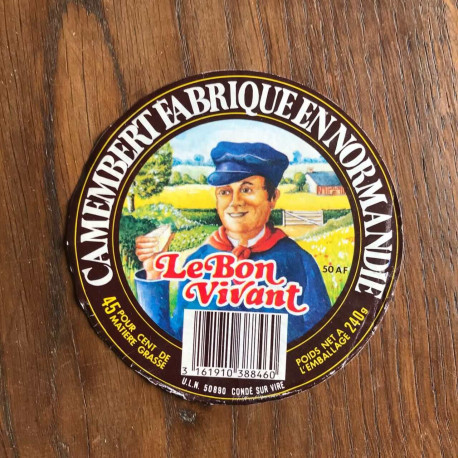 CAMEMBERT FABRIQUE EN NORMANDIE
Le Bon
Vivant
50 A F
45 POUR CENT DE
MATIÈRE GRASSE
POIDS NET A
L'EMBALLAGE 240g
3 161910 388460
U.L.N. 50890 CONDE SUR VIRE